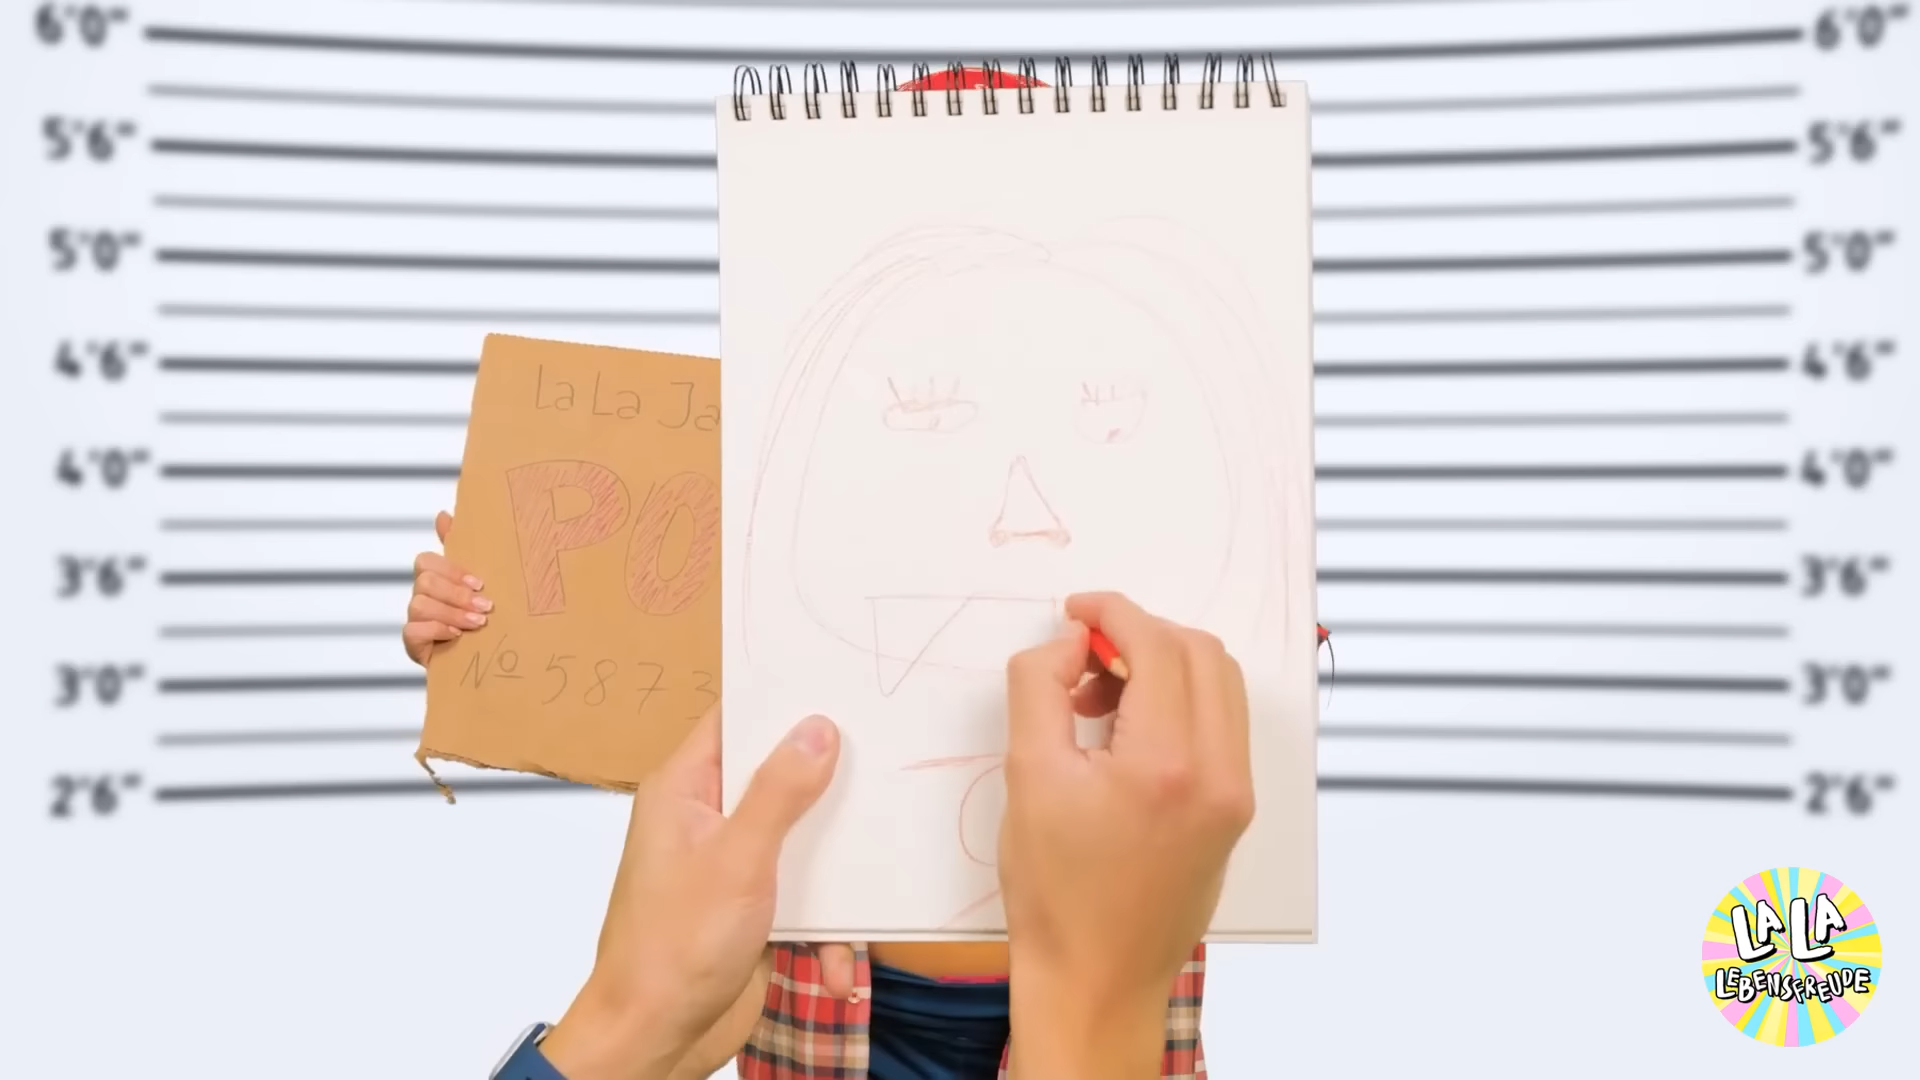 6'0" 6'0"
5'6" 5'6"
5'0" 5'0"
4'6" 4'6"
4'0" 4'0"
3'6" 3'6"
3'0" 3'0"
2'6" 2'6"
La La Ja
PO
Nº 5873
LA LA
LEBENSFREUDE